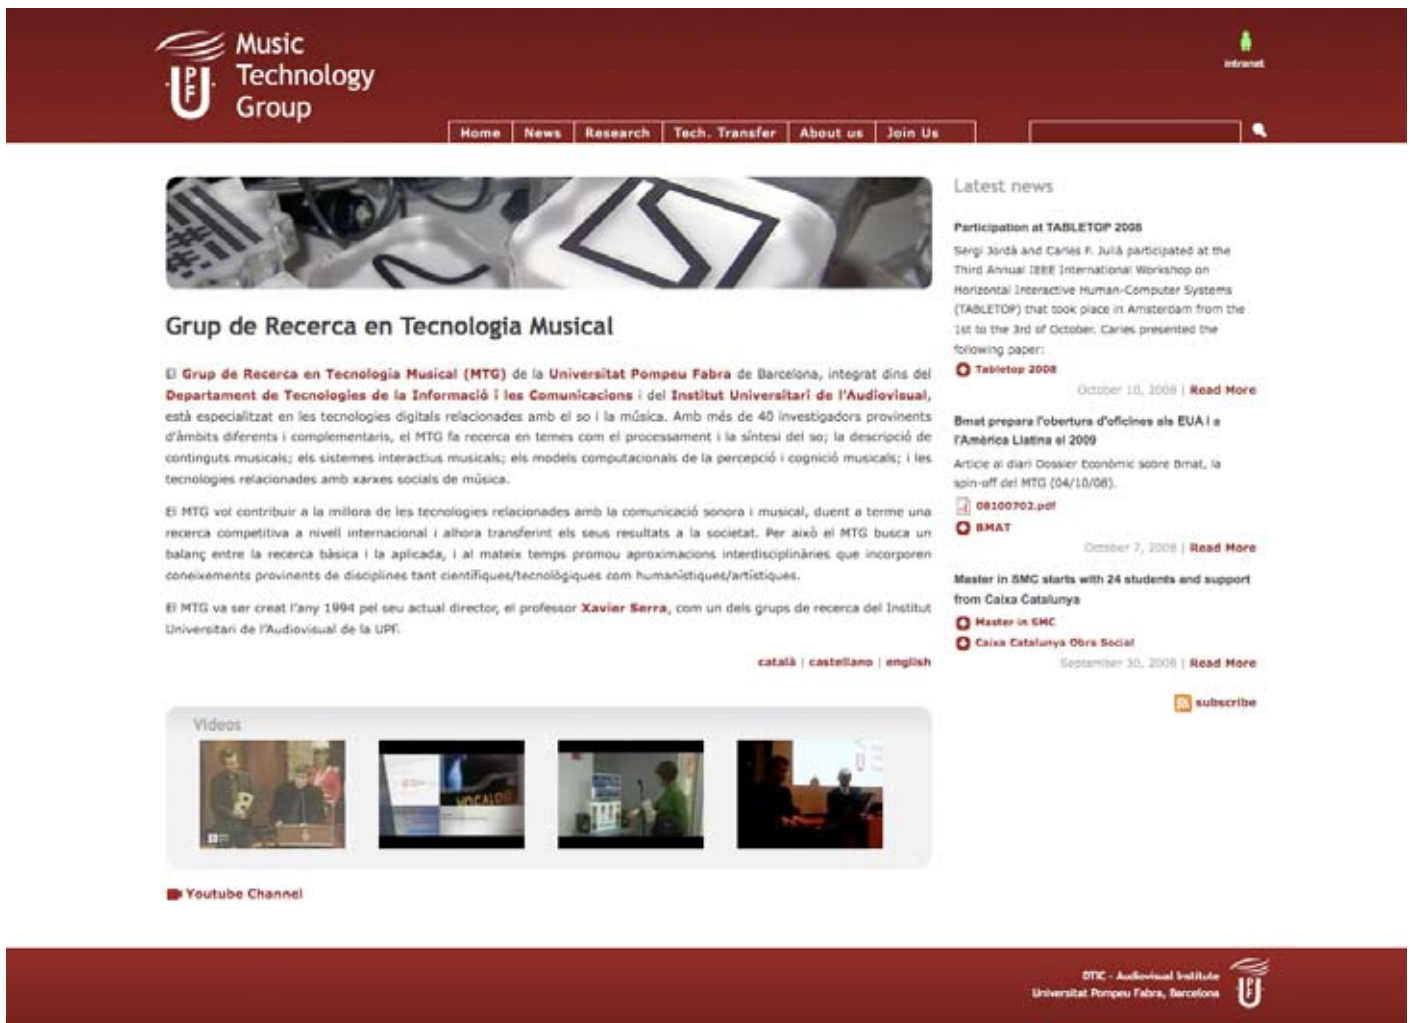 Music
Technology
Group
intranet
Home
News
Research
Tech. Transfer
About us
Join Us
Grup de Recerca en Tecnologia Musical
El Grup de Recerca en Tecnologia Musical (MTG) de la Universitat Pompeu Fabra de Barcelona, integrat dins del
Departament de Tecnologies de la Informació i les Comunicacions i del Institut Universitari de l'Audiovisual,
està especialitzat en les tecnologies digitals relacionades amb el so i la música. Amb més de 40 investigadors provinents
d'àmbits diferents i complementaris, el MTG fa recerca en temes com el processament i la síntesi del so; la descripció de
continguts musicals; els sistemes interactius musicals; els models computacionals de la percepció i cognició musicals; i les
tecnologies relacionades amb xarxes socials de música.
El MTG vol contribuir a la millora de les tecnologies relacionades amb la comunicació sonora i musical, duent a terme una
recerca competitiva a nivell internacional i alhora transferint els seus resultats a la societat. Per això el MTG busca un
balanç entre la recerca bàsica i la aplicada, i al mateix temps promou aproximacions interdisciplinàries que incorporen
coneixements provinents de disciplines tant científiques/tecnològiques com humanístiques/artístiques.
El MTG va ser creat l'any 1994 pel seu actual director, el professor Xavier Serra, com un dels grups de recerca del Institut
Universitari de l'Audiovisual de la UPF.
català | castellano | english
Videos
VOCALOID
Youtube Channel
Latest news
Participation at TABLETOP 2008
Sergi Jordà and Carles F. Julià participated at the
Third Annual IEEE International Workshop on
Horizontal Interactive Human-Computer Systems
(TABLETOP) that took place in Amsterdam from the
1st to the 3rd of October. Carles presented the
following paper:
Tabletop 2008
October 10, 2008 | Read More
Bmat prepara l'obertura d'oficines als EUA i a
l'Amèrica Llatina el 2009
Article al diari Dossier Econòmic sobre Bmat, la
spin-off del MTG (04/10/08).
08100702.pdf
BMAT
October 7, 2008 | Read More
Master in SMC starts with 24 students and support
from Caixa Catalunya
Master in SMC
Caixa Catalunya Obra Social
September 30, 2008 | Read More
subscribe
DTIC - Audiovisual Institute
Universitat Pompeu Fabra, Barcelona
UPF